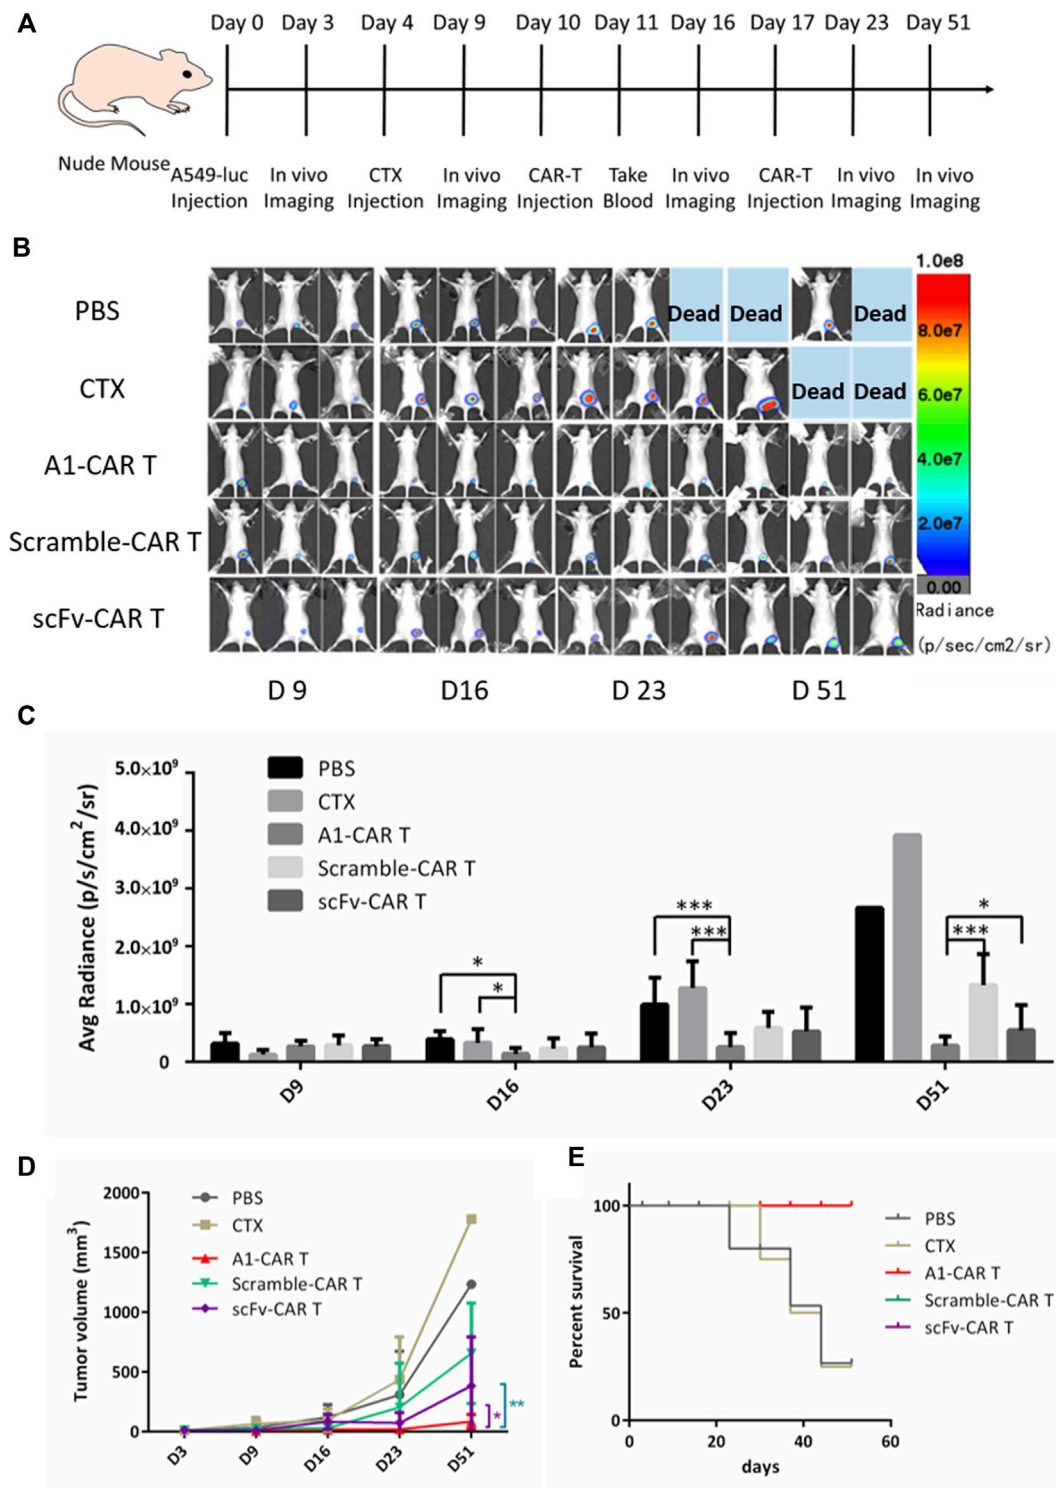 A
Day 0 Day 3 Day 4 Day 9 Day 10 Day 11 Day 16 Day 17 Day 23 Day 51
Nude Mouse
A549-luc Injection
In vivo Imaging
CTX Injection
In vivo Imaging
CAR-T Injection
Take Blood
In vivo Imaging
CAR-T Injection
In vivo Imaging
In vivo Imaging
B
PBS
Dead Dead Dead
CTX
Dead Dead
A1-CAR T
Scramble-CAR T
scFv-CAR T
D 9 D16 D 23 D 51
1.0e8
8.0e7
6.0e7
4.0e7
2.0e7
0.00
Radiance
(p/sec/cm2/sr)
C
Avg Radiance (p/s/cm²/sr)
5.0×10⁹
4.0×10⁹
3.0×10⁹
2.0×10⁹
1.0×10⁹
0
PBS
CTX
A1-CAR T
Scramble-CAR T
scFv-CAR T
* * *** *** *** *
D9 D16 D23 D51
D
Tumor volume (mm³)
2000
1500
1000
500
0
PBS
CTX
A1-CAR T
Scramble-CAR T
scFv-CAR T
* **
D3 D9 D16 D23 D51
E
Percent survival
100
50
0
PBS
CTX
A1-CAR T
Scramble-CAR T
scFv-CAR T
0 20 40 60
days